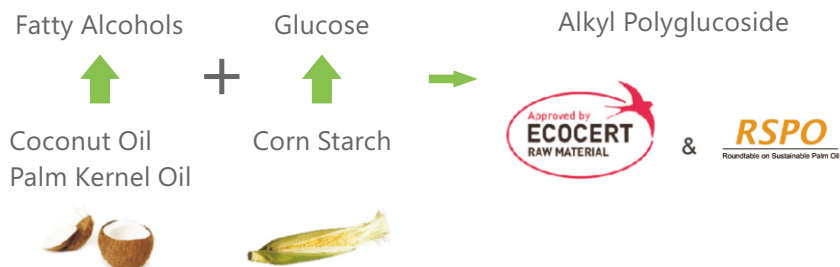 Fatty Alcohols
+
Glucose
Alkyl Polyglucoside
Coconut Oil
Palm Kernel Oil
Corn Starch
Approved by
ECOCERT
RAW MATERIAL
&
RSPO
Roundtable on Sustainable Palm Oil